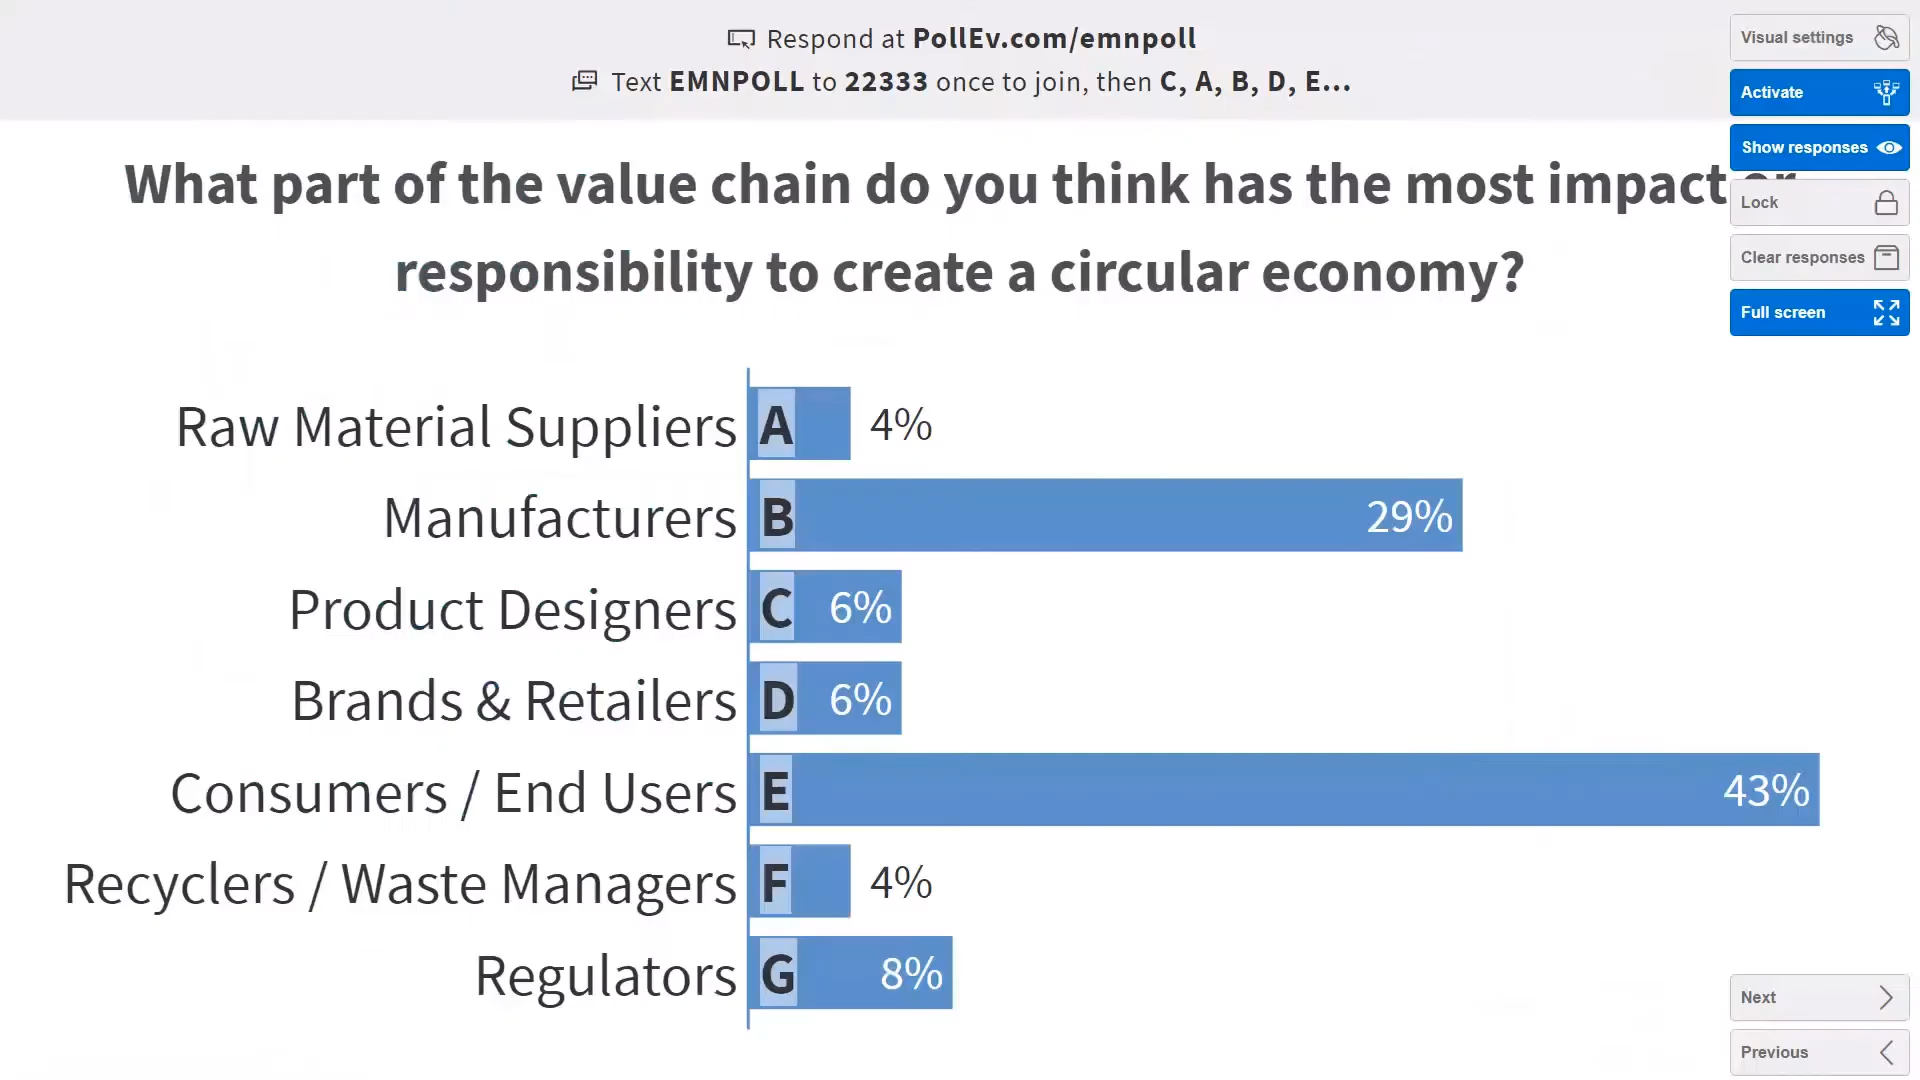 Respond at PollEv.com/emnpoll
Text EMNPOLL to 22333 once to join, then C, A, B, D, E...
What part of the value chain do you think has the most impact or
responsibility to create a circular economy?
Raw Material Suppliers A 4%
Manufacturers B 29%
Product Designers C 6%
Brands & Retailers D 6%
Consumers / End Users E 43%
Recyclers / Waste Managers F 4%
Regulators G 8%
Visual settings
Activate
Show responses
Lock
Clear responses
Full screen
Next
Previous